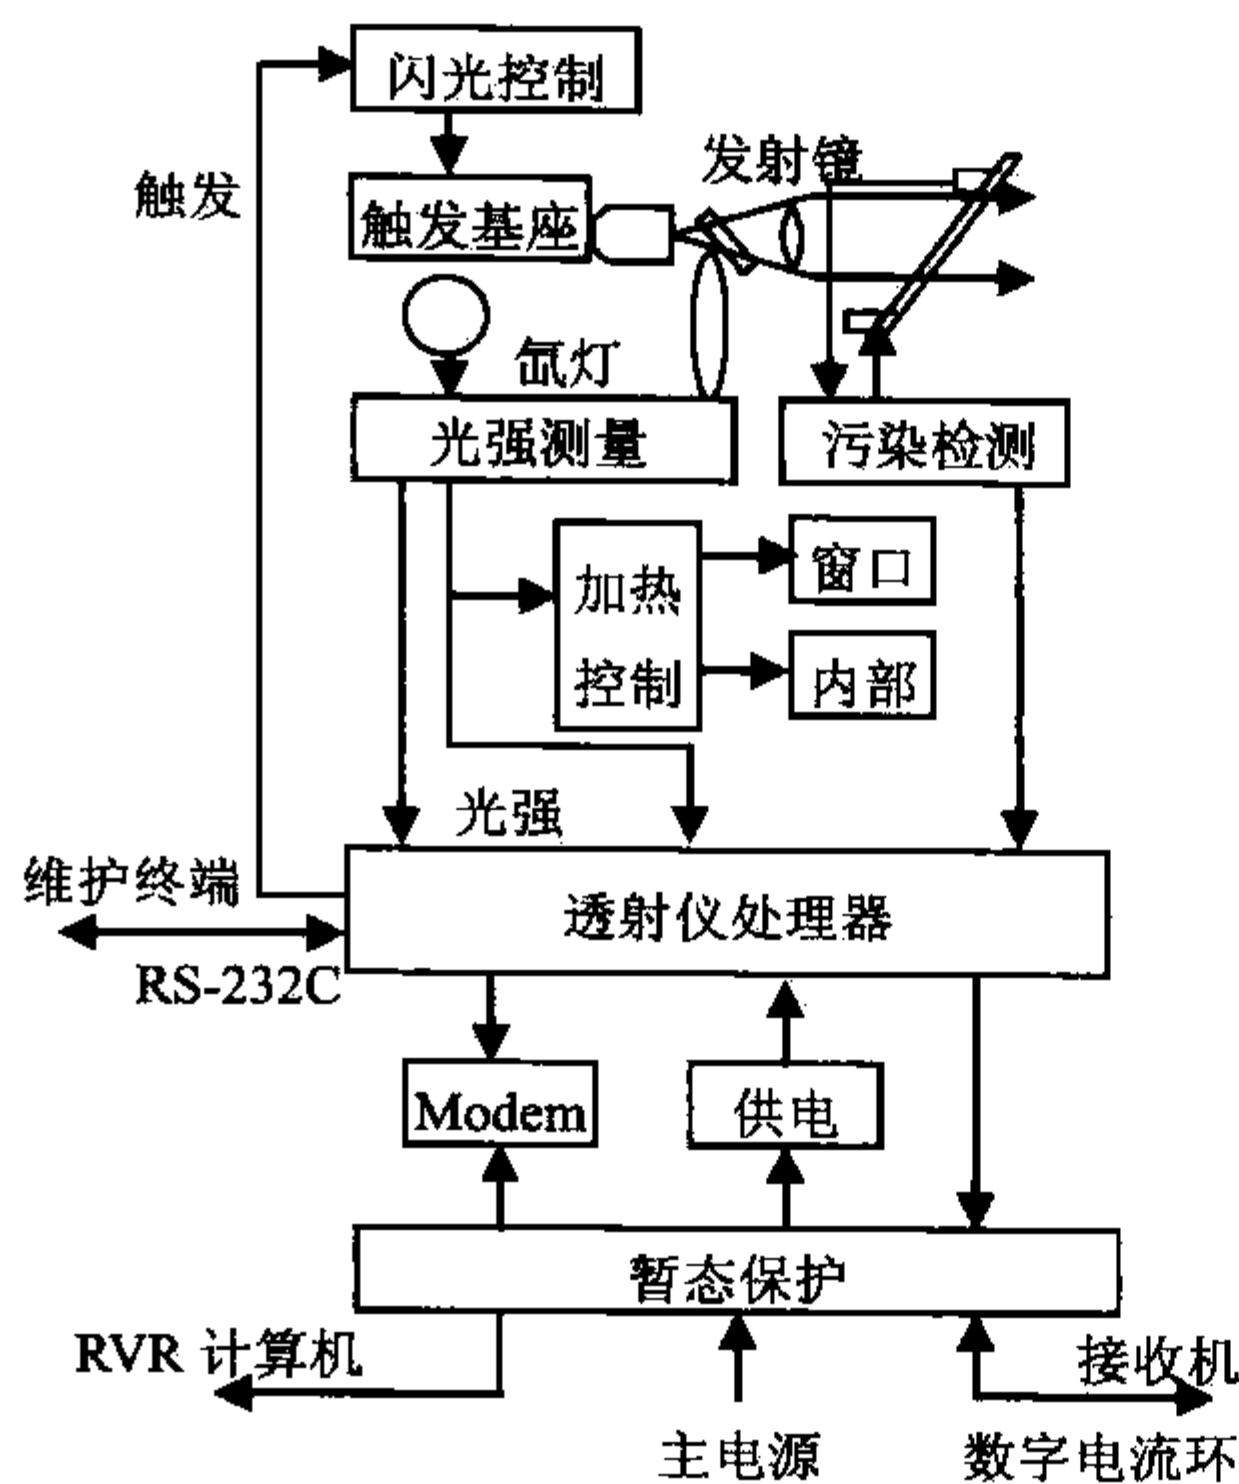 闪光控制
发射镜
触发
触发基座
氙灯
光强测量
污染检测
窗口
加热
控制
内部
光强
维护终端
透射仪处理器
RS-232C
Modem
供电
暂态保护
RVR 计算机
接收机
主电源
数字电流环